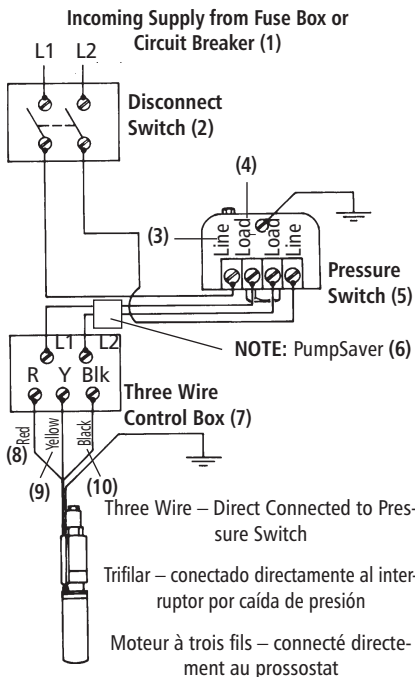 Incoming Supply from Fuse Box or
Circuit Breaker (1)
L1 L2
Disconnect
Switch (2)
(4)
(3)
Line Load Load Line
Pressure
Switch (5)
NOTE: PumpSaver (6)
L1 L2
R Y Blk
Three Wire
Control Box (7)
Red Yellow Black
(8)
(9)
(10)
Three Wire – Direct Connected to Pres-
sure Switch
Trifilar – conectado directamente al inter-
ruptor por caída de presión
Moteur à trois fils – connecté directe-
ment au prossostat